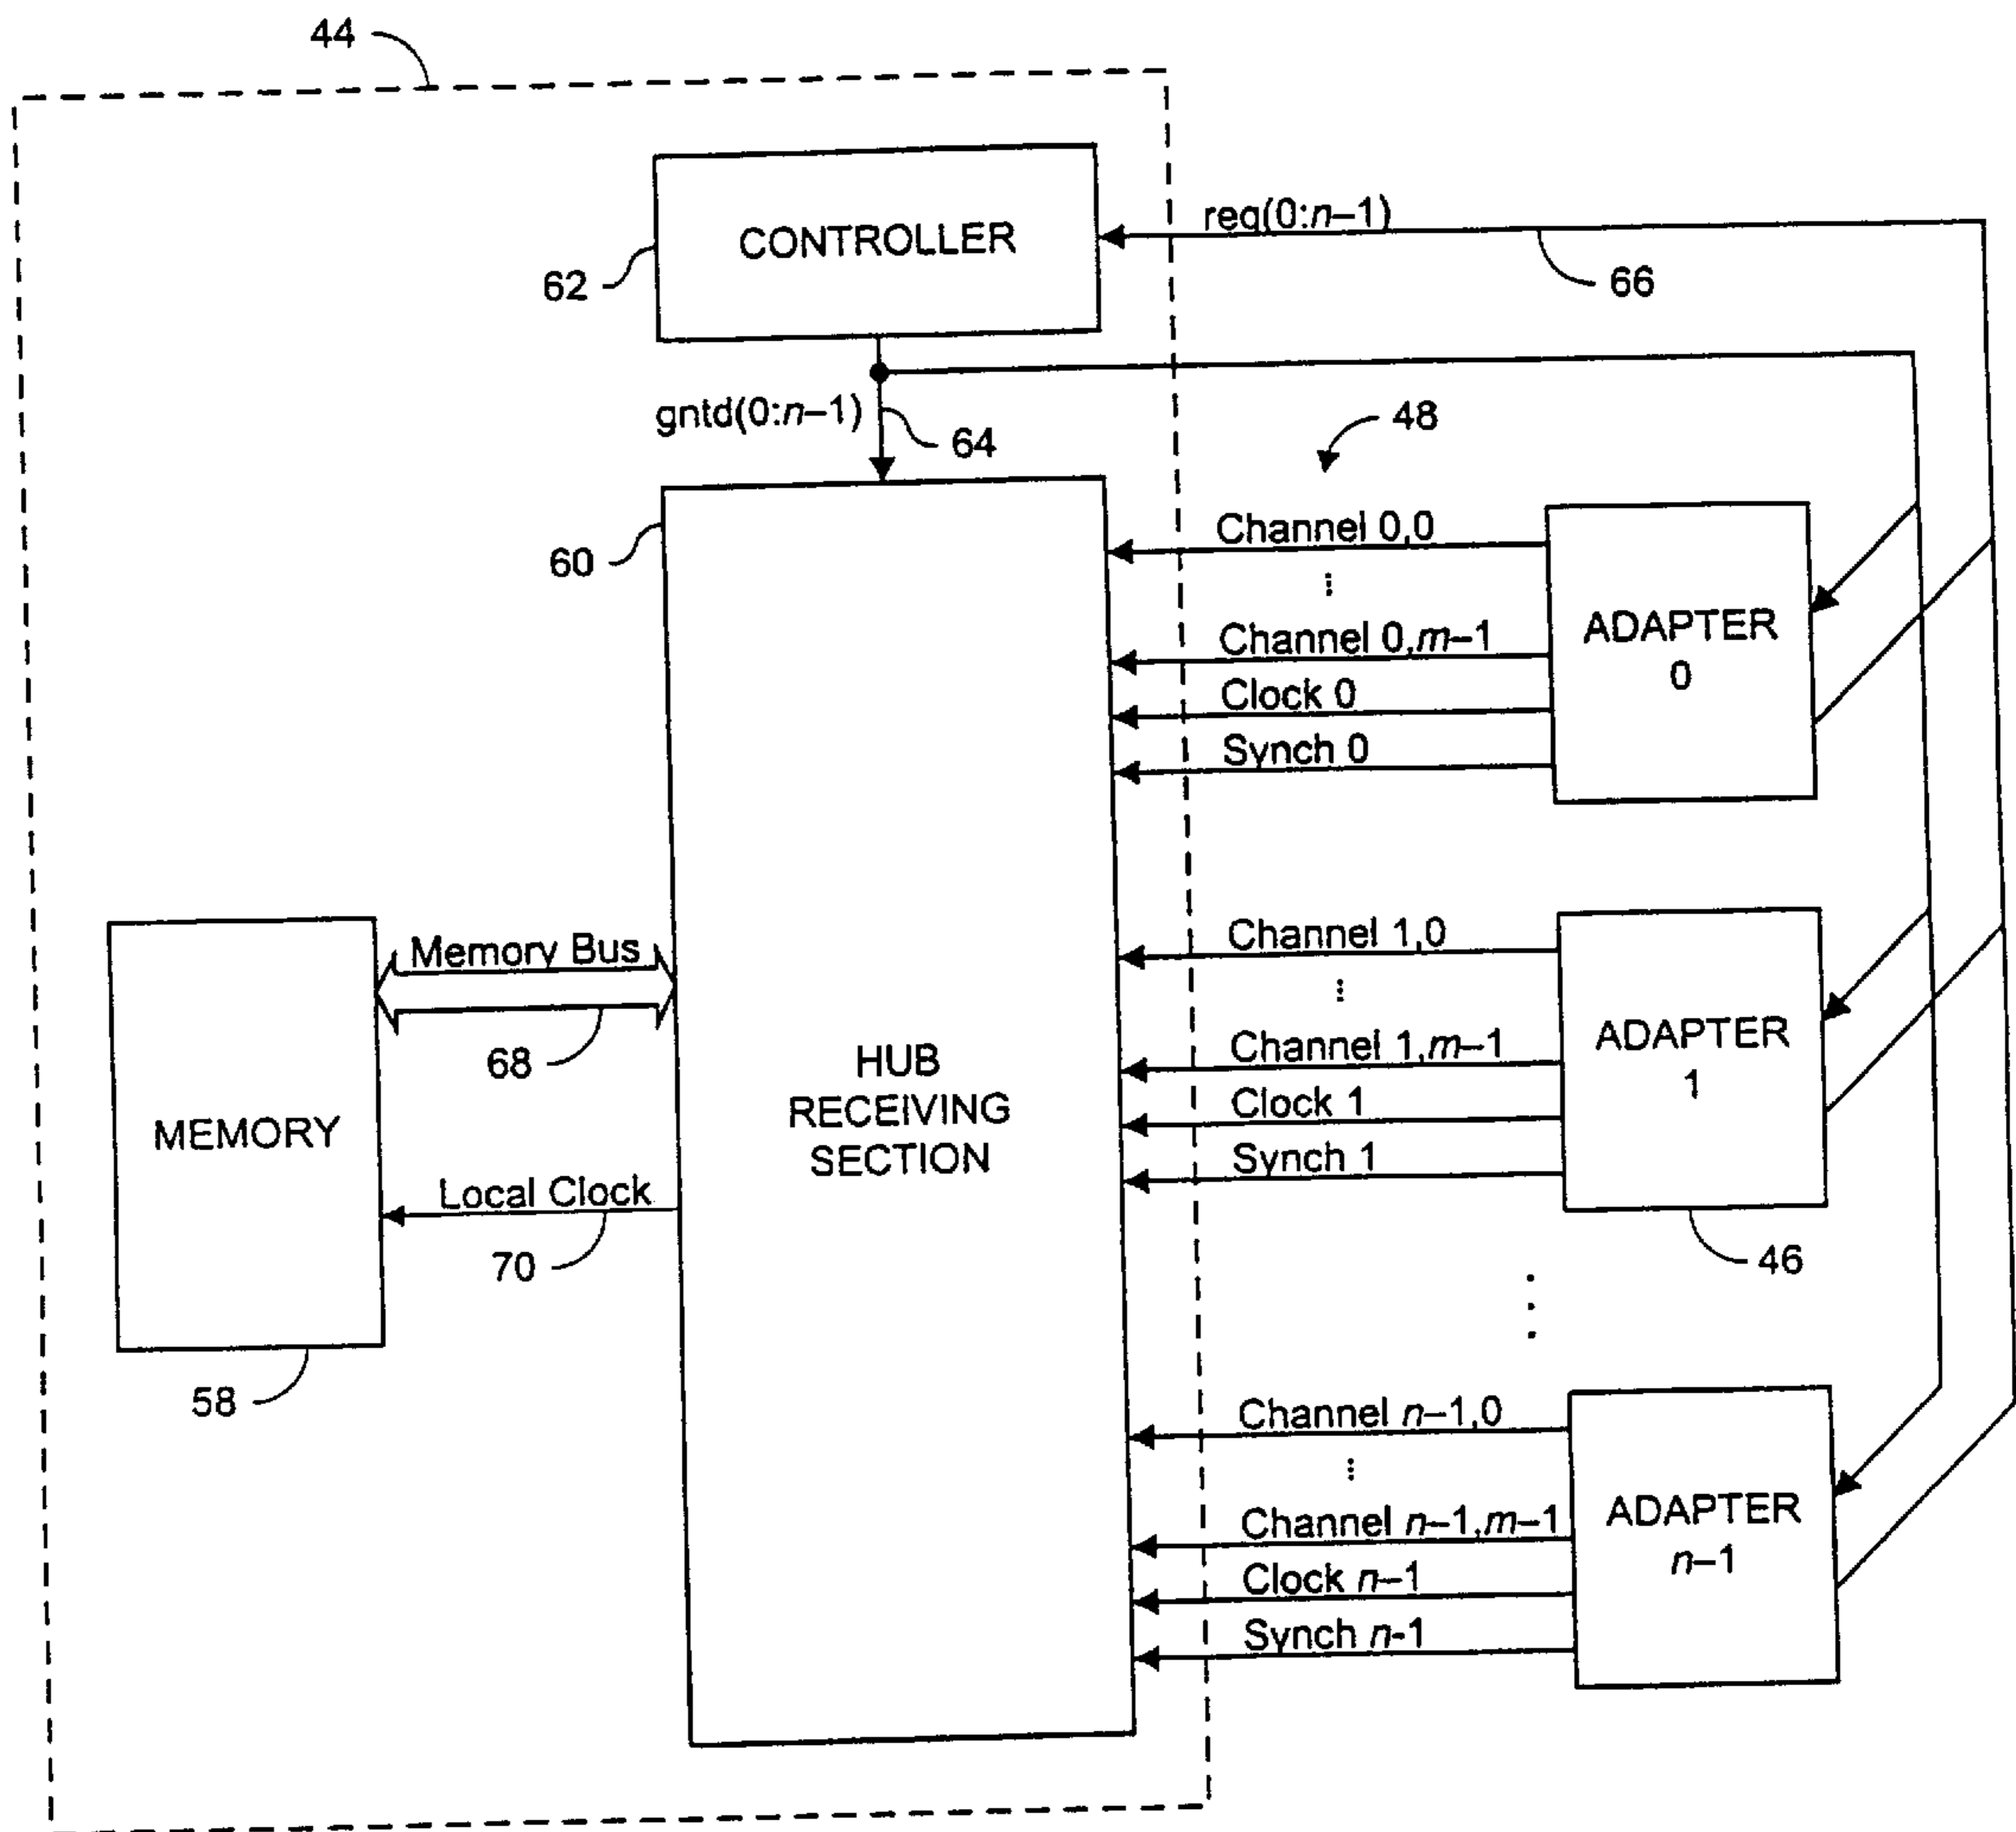 44
CONTROLLER
62
req(0:n–1)
66
gntd(0:n–1)
64
48
60
Channel 0,0
...
Channel 0,m–1
Clock 0
Synch 0
ADAPTER
0
Memory Bus
68
MEMORY
Local Clock
70
58
HUB
RECEIVING
SECTION
Channel 1,0
...
Channel 1,m–1
Clock 1
Synch 1
ADAPTER
1
46
...
Channel n–1,0
...
Channel n–1,m–1
Clock n–1
Synch n-1
ADAPTER
n–1